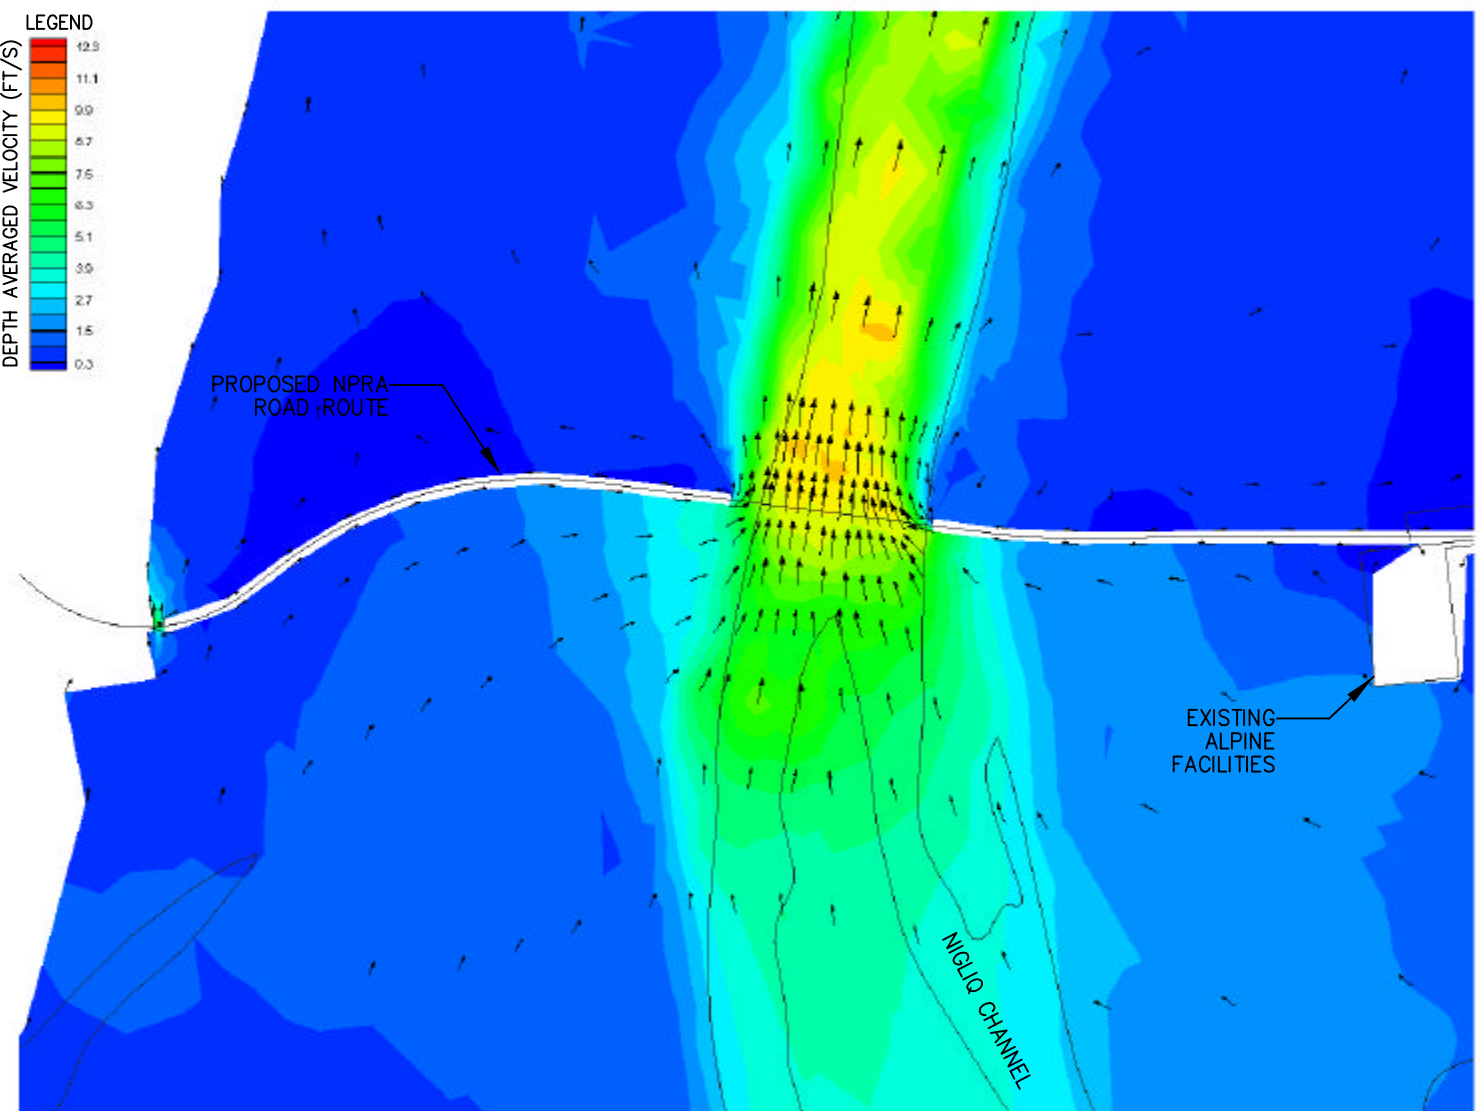 LEGEND
DEPTH AVERAGED VELOCITY (FT/S)
12.3
11.1
9.9
8.7
7.5
6.3
5.1
3.9
2.7
1.5
0.3
PROPOSED NPRA
ROAD ROUTE
EXISTING
ALPINE
FACILITIES
NIGLIQ CHANNEL